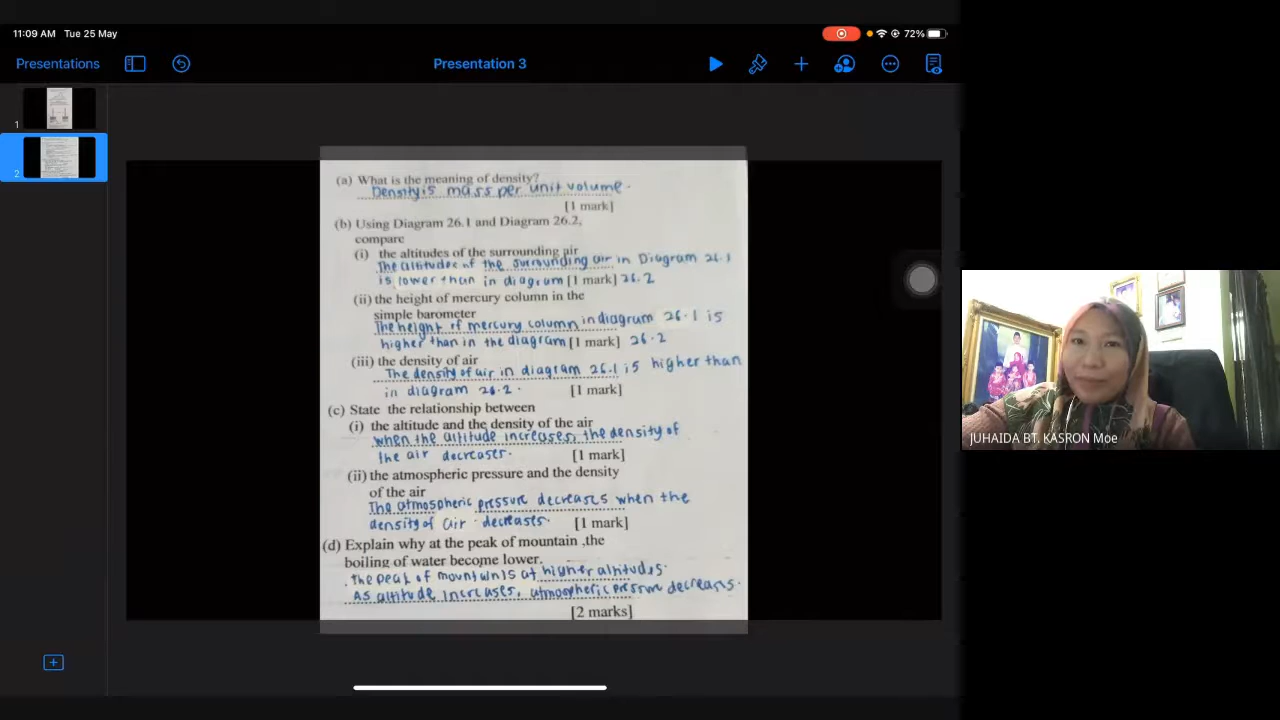 11:09 AM Tue 25 May
72%
Presentations
Presentation 3
1
2
(a) What is the meaning of density?
Density is mass per unit volume.
[1 mark]
(b) Using Diagram 26.1 and Diagram 26.2,
compare
(i) the altitudes of the surrounding air
The altitudes of the surrounding air in Diagram 26.1
is lower than in diagram [1 mark] 26.2
(ii) the height of mercury column in the
simple barometer
The height of mercury column in diagram 26.1 is
higher than in the diagram [1 mark] 26.2
(iii) the density of air
The density of air in diagram 26.1 is higher than
in diagram 26.2. [1 mark]
(c) State the relationship between
(i) the altitude and the density of the air
when the altitude increases, the density of
the air decreases. [1 mark]
(ii) the atmospheric pressure and the density
of the air
The atmospheric pressure decreases when the
density of air decreases. [1 mark]
(d) Explain why at the peak of mountain ,the
boiling of water become lower.
The peak of mountain is at higher altitudes.
As altitude increases, atmospheric pressure decreases.
[2 marks]
JUHAIDA BT. KASRON Moe